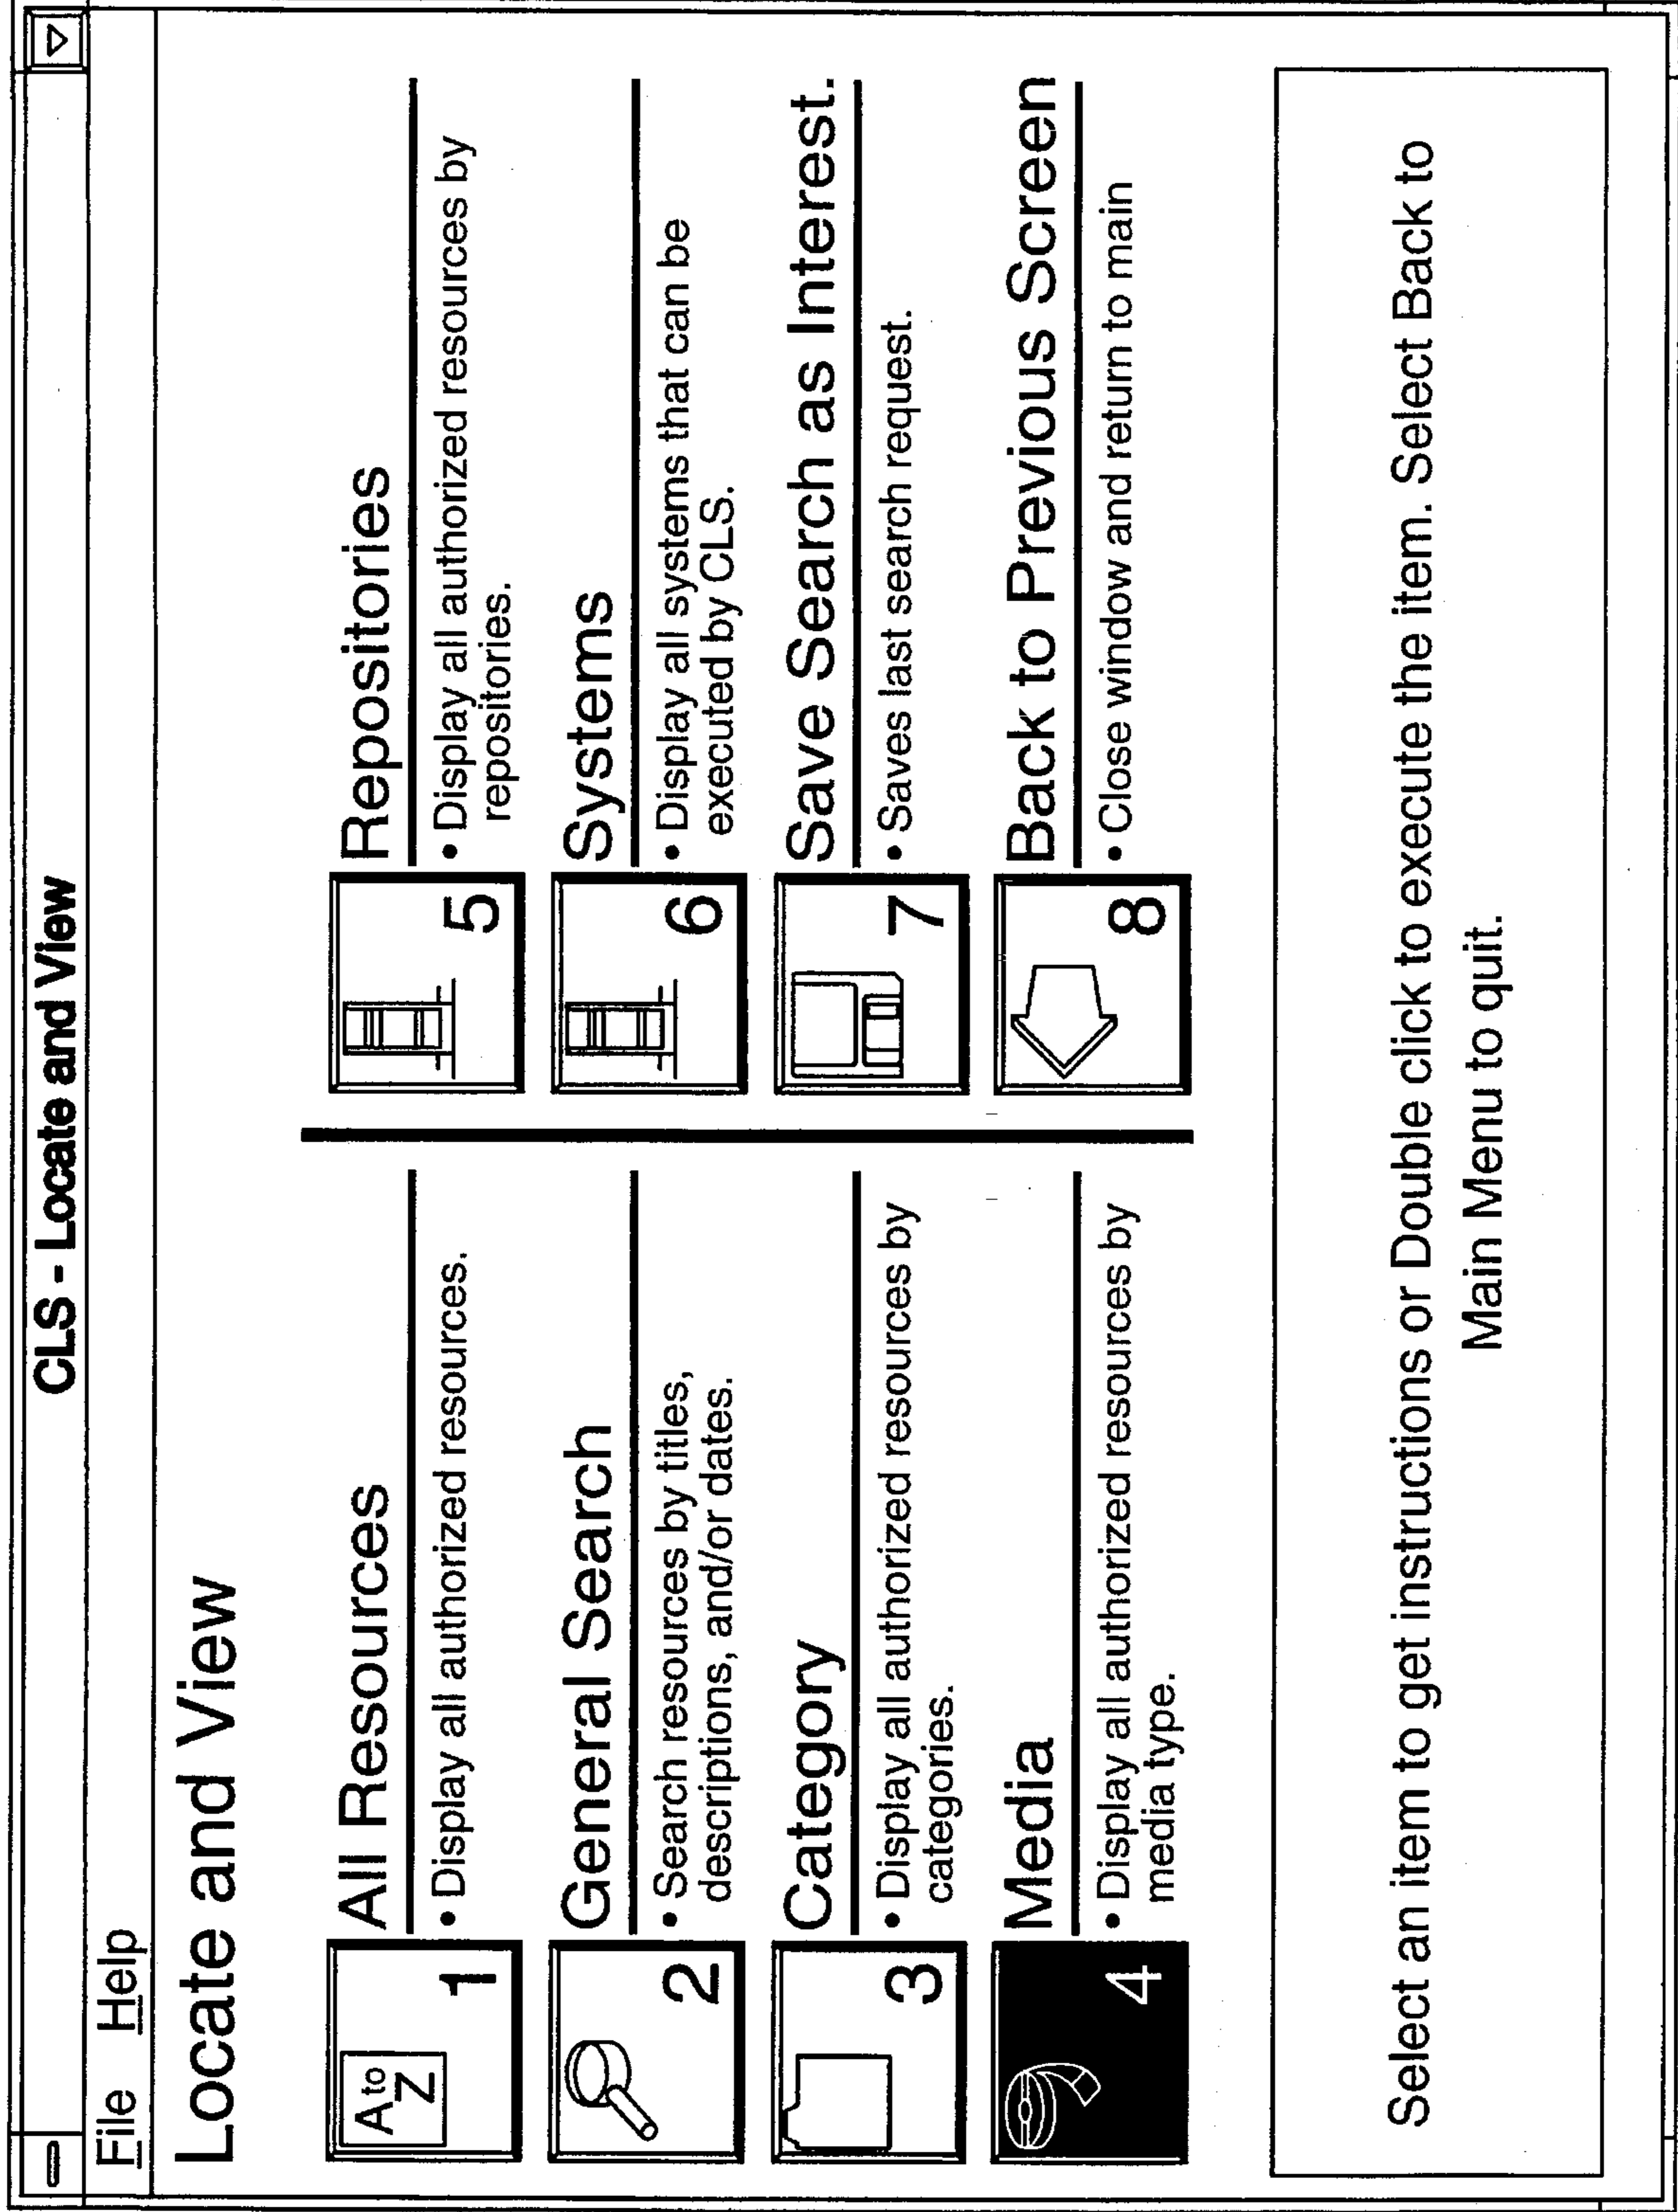 CLS - Locate and View
File Help
Locate and View
A to
Z
1
All Resources
• Display all authorized resources.
2
General Search
• Search resources by titles,
descriptions, and/or dates.
3
Category
• Display all authorized resources by
categories.
4
Media
• Display all authorized resources by
media type.
5
Repositories
• Display all authorized resources by
repositories.
6
Systems
• Display all systems that can be
executed by CLS.
7
Save Search as Interest.
• Saves last search request.
8
Back to Previous Screen
• Close window and return to main
Select an item to get instructions or Double click to execute the item. Select Back to
Main Menu to quit.